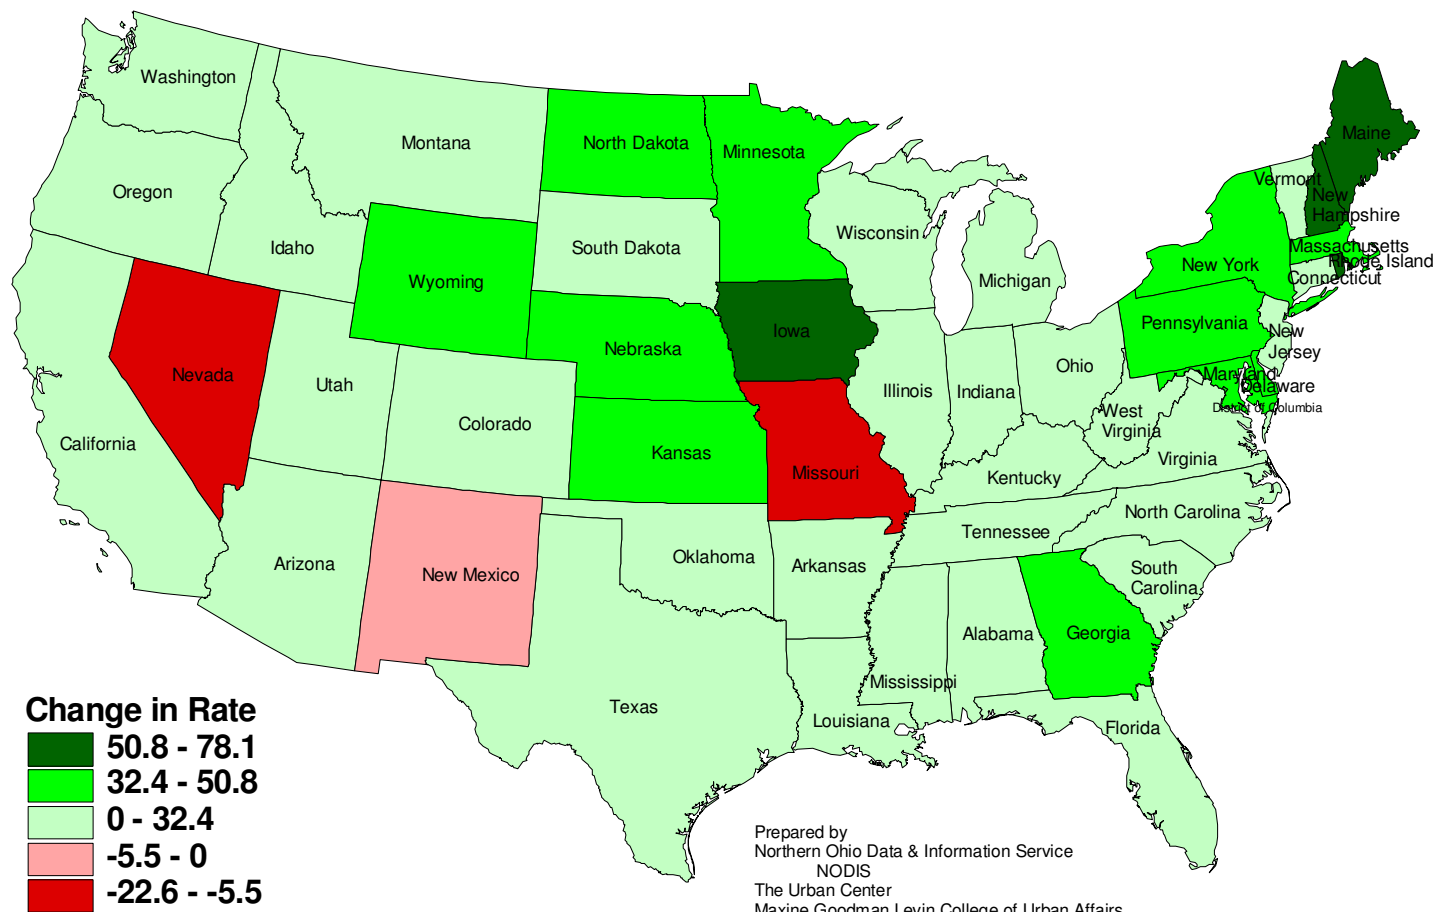 Washington
Montana
North Dakota
Minnesota
Maine
Oregon
Vermont
New
Hampshire
Idaho
South Dakota
Wisconsin
Massachusetts
Rhode Island
New York
Connecticut
Wyoming
Michigan
Iowa
Pennsylvania
New
Jersey
Nebraska
Nevada
Utah
Ohio
Maryland
Delaware
Illinois
Indiana
District of Columbia
West
Virginia
Colorado
California
Kansas
Virginia
Missouri
Kentucky
North Carolina
Tennessee
Oklahoma
Arkansas
Arizona
New Mexico
South
Carolina
Alabama
Georgia
Mississippi
Texas
Louisiana
Florida
Change in Rate
50.8 - 78.1
32.4 - 50.8
0 - 32.4
-5.5 - 0
-22.6 - -5.5
Prepared by
Northern Ohio Data & Information Service
NODIS
The Urban Center
Maxine Goodman Levin College of Urban Affairs